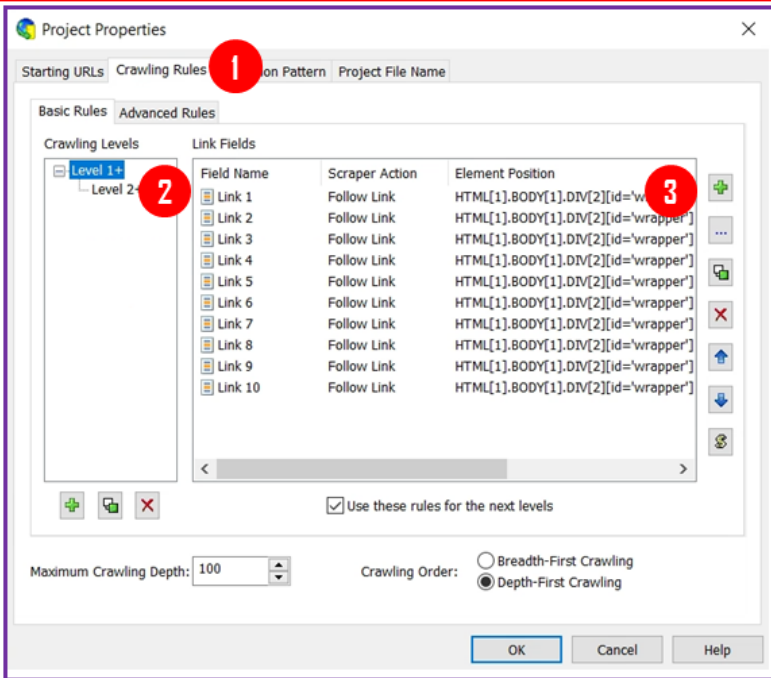 Project Properties
Starting URLs Crawling Rules 1 on Pattern Project File Name
Basic Rules Advanced Rules
Crawling Levels Link Fields
Level 1+
Level 2+ 2
Field Name Scraper Action Element Position
Link 1 Follow Link HTML[1].BODY[1].DIV[2][id='w 3
Link 2 Follow Link HTML[1].BODY[1].DIV[2][id='wrapper']
Link 3 Follow Link HTML[1].BODY[1].DIV[2][id='wrapper']
Link 4 Follow Link HTML[1].BODY[1].DIV[2][id='wrapper']
Link 5 Follow Link HTML[1].BODY[1].DIV[2][id='wrapper']
Link 6 Follow Link HTML[1].BODY[1].DIV[2][id='wrapper']
Link 7 Follow Link HTML[1].BODY[1].DIV[2][id='wrapper']
Link 8 Follow Link HTML[1].BODY[1].DIV[2][id='wrapper']
Link 9 Follow Link HTML[1].BODY[1].DIV[2][id='wrapper']
Link 10 Follow Link HTML[1].BODY[1].DIV[2][id='wrapper']
...
Use these rules for the next levels
Maximum Crawling Depth: 100 Crawling Order:
Breadth-First Crawling
Depth-First Crawling
OK Cancel Help